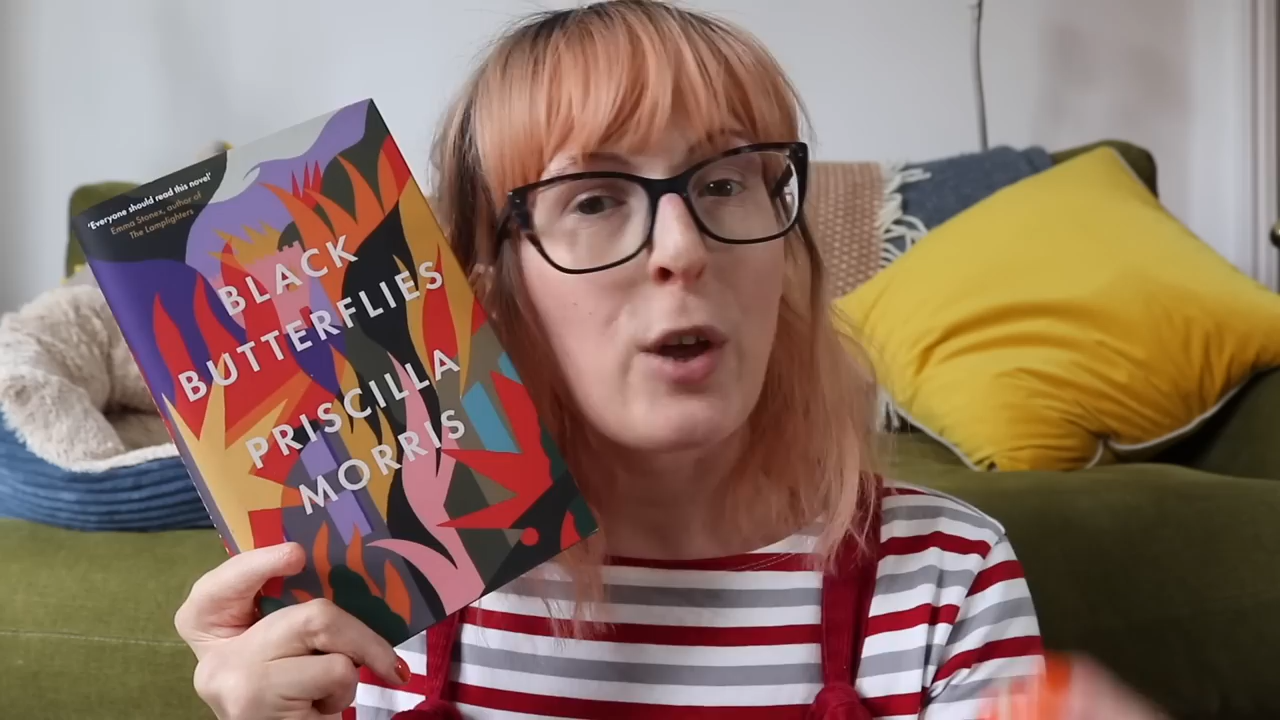 'Everyone should read this novel'
Emma Stonex, author of
The Lamplighters
BLACK
BUTTERFLIES
PRISCILLA
MORRIS